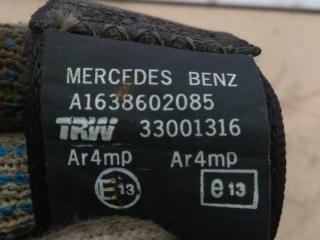 MERCEDES BENZ
A1638602085
TRW 33001316
Ar4mp Ar4mp
E13 e13